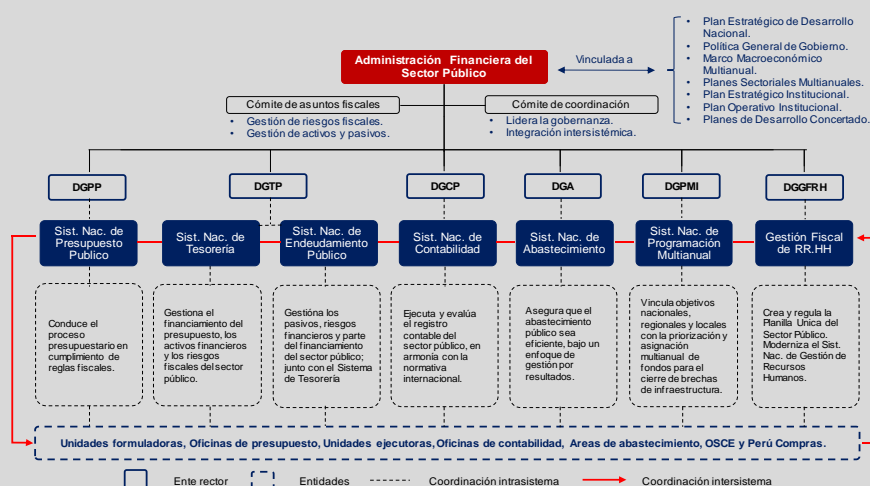 Administración Financiera del
Sector Público
Vinculada a
• Plan Estratégico de Desarrollo
Nacional.
• Política General de Gobierno.
• Marco Macroeconómico
Multianual.
• Planes Sectoriales Multianuales.
• Plan Estratégico Institucional.
• Plan Operativo Institucional.
• Planes de Desarrollo Concertado.
Cómite de asuntos fiscales
• Gestión de riesgos fiscales.
• Gestión de activos y pasivos.
Cómite de coordinación
• Lidera la gobernanza.
• Integración intersistémica.
DGPP
DGTP
DGCP
DGA
DGPMI
DGGFRH
Sist. Nac. de
Presupuesto
Publico
Sist. Nac. de
Tesorería
Sist. Nac. de
Endeudamiento
Público
Sist. Nac. de
Contabilidad
Sist. Nac. de
Abastecimiento
Sist. Nac. de
Programación
Multianual
Gestión Fiscal
de RR.HH
Conduce el
proceso
presupuestario en
cumplimiento de
reglas fiscales.
Gestiona el
financiamiento del
presupuesto, los
activos financieros
y los riesgos
fiscales del sector
público.
Gestióna los
pasivos, riesgos
financieros y parte
del financiamiento
del sector público;
junto con el Sistema
de Tesorería
Ejecuta y evalúa
el registro
contable del
sector público, en
armonía con la
normativa
internacional.
Asegura que el
abastecimiento
público sea
eficiente, bajo un
enfoque de
gestión por
resultados.
Vincula objetivos
nacionales,
regionales y locales
con la priorización y
asignación
multianual de
fondos para el
cierre de brechas
de infraestructura.
Crea y regula la
Planilla Unica del
Sector Público.
Moderniza el Sist.
Nac. de Gestión de
Recursos
Humanos.
Unidades formuladoras, Oficinas de presupuesto, Unidades ejecutoras, Oficinas de contabilidad, Areas de abastecimiento, OSCE y Perú Compras.
Ente rector
Entidades
Coordinación intrasistema
Coordinación intersistema